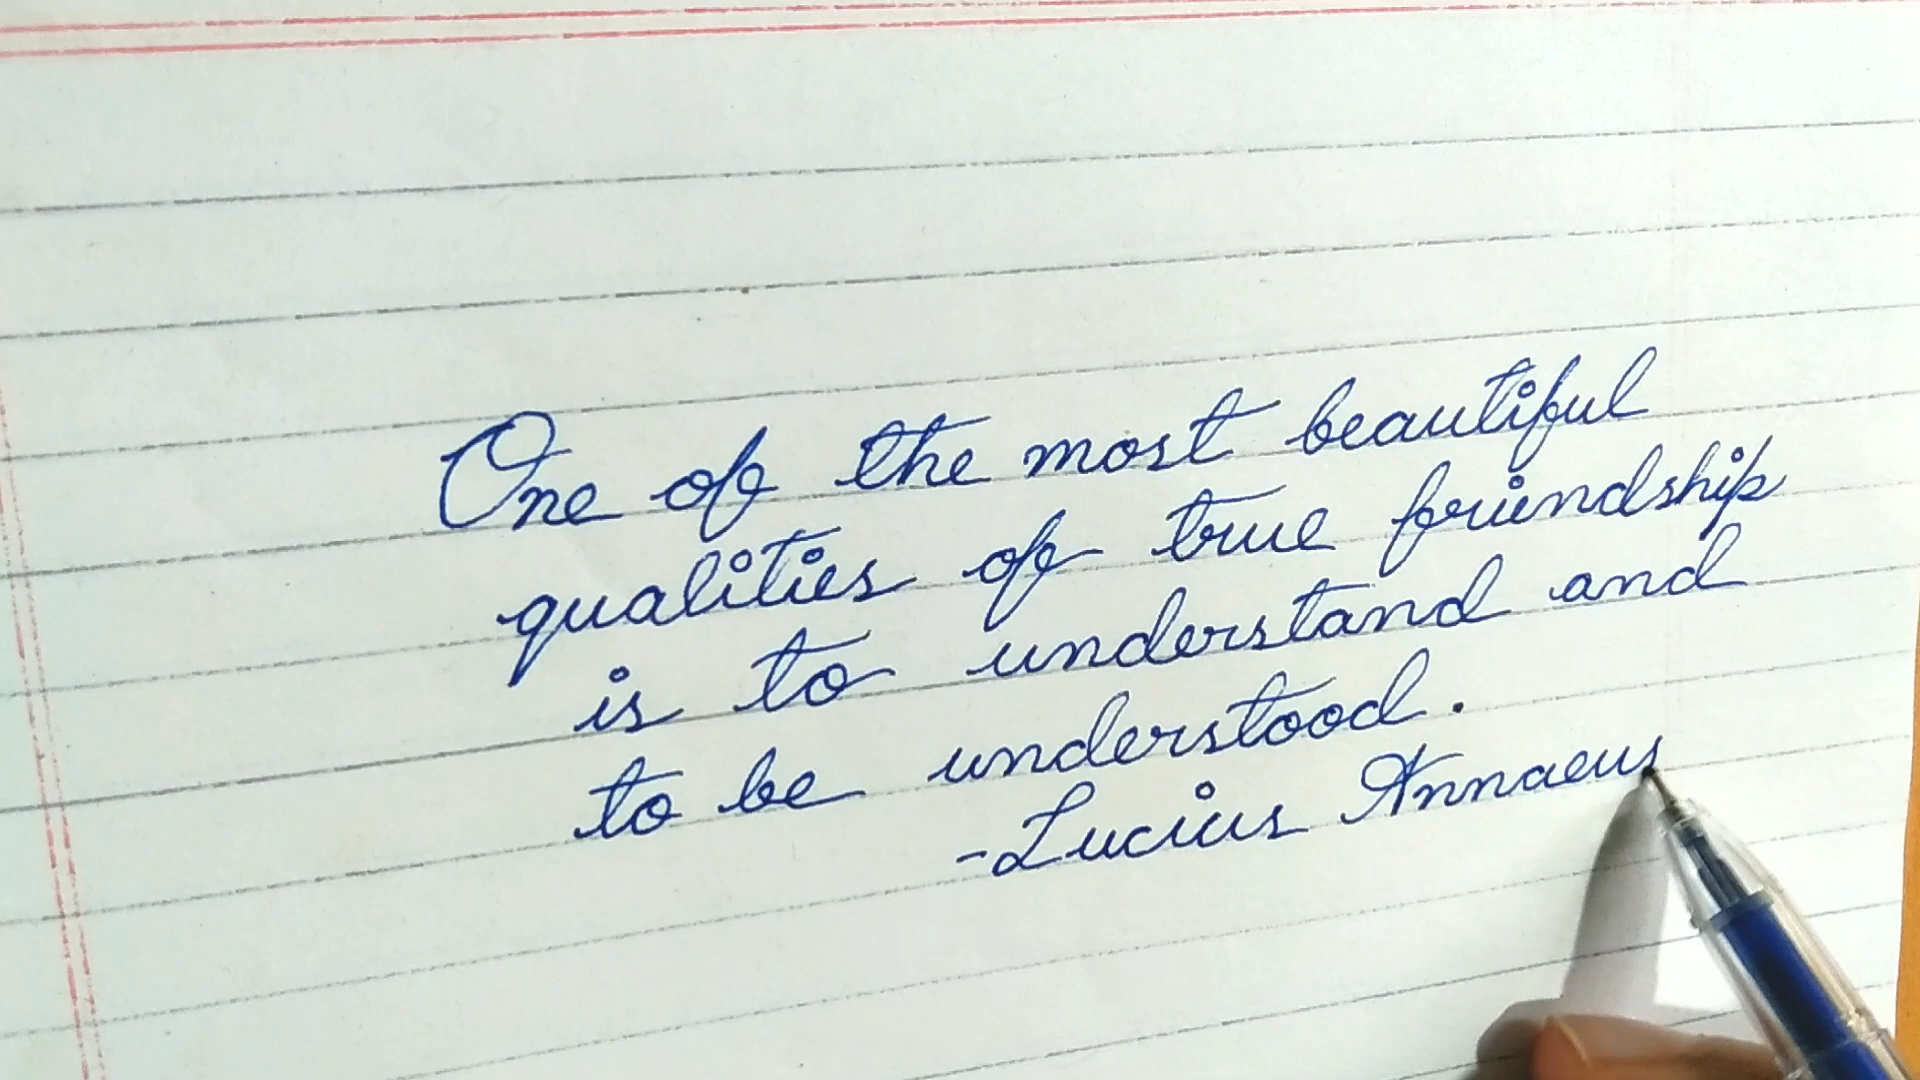 One of the most beautiful
qualities of true friendship
is to understand and
to be understood.
-Lucius Annaeus